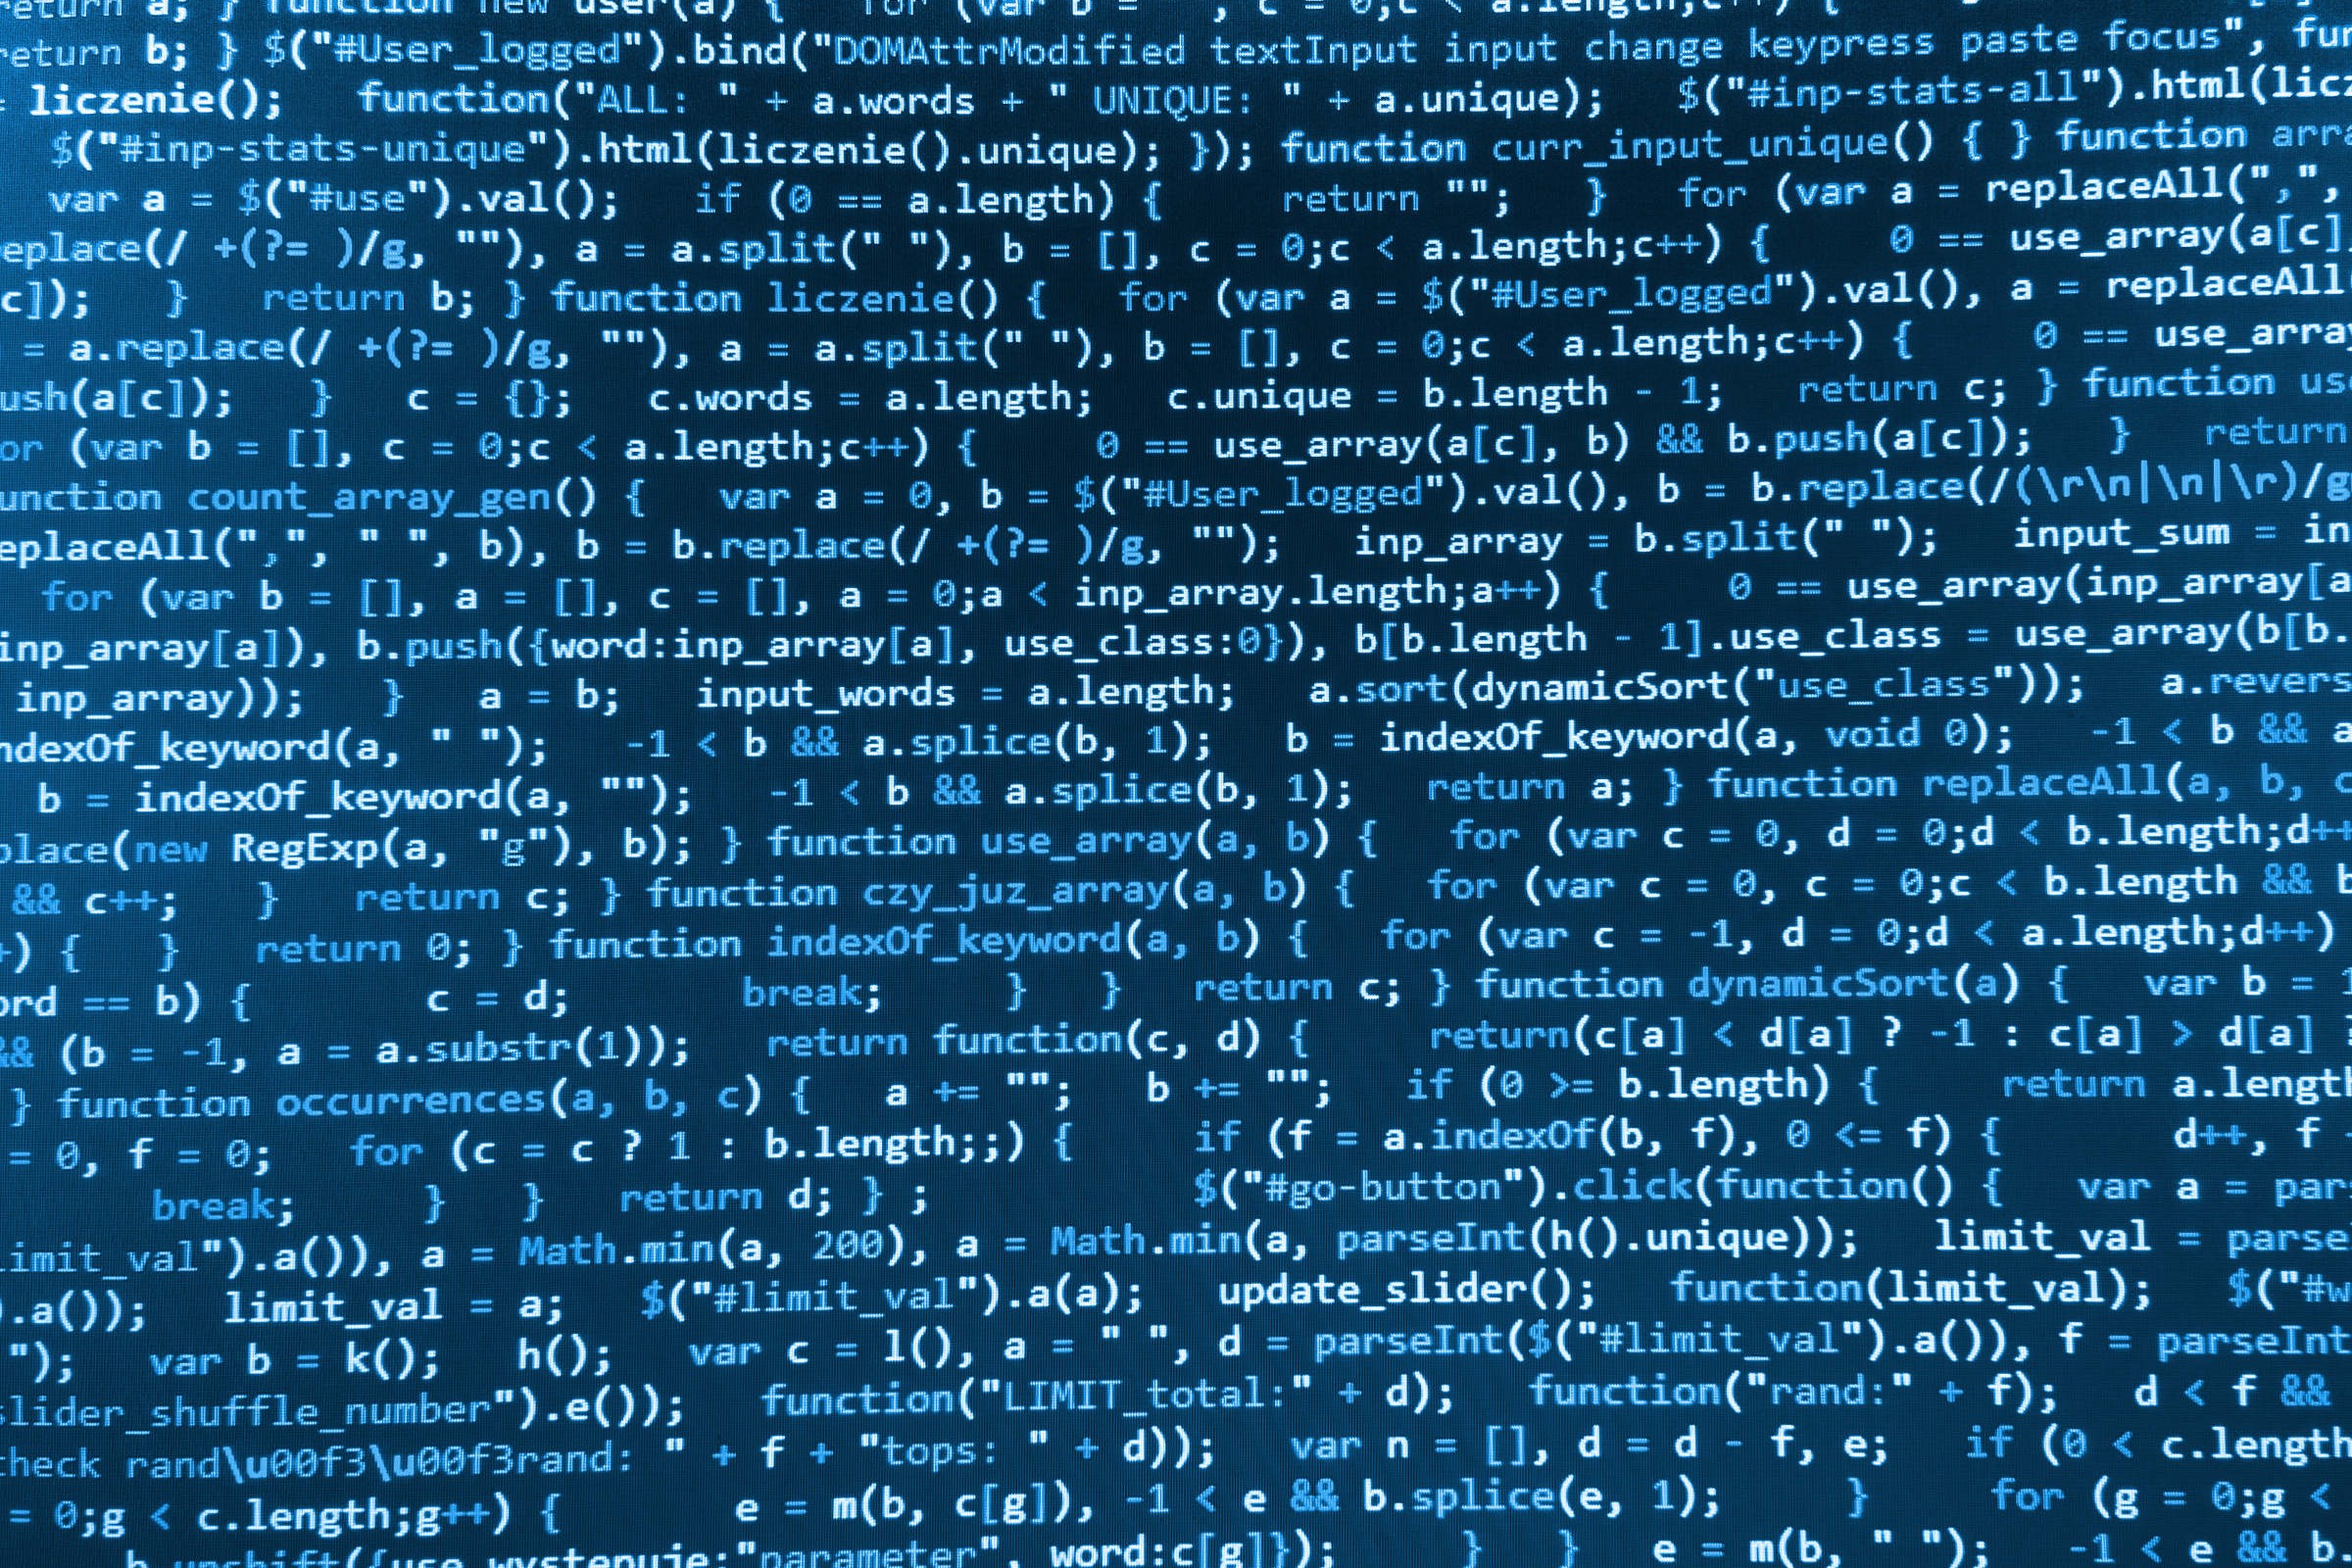 return a; } function new user(a) {    for (var b = , c = 0;c < a.length;c++) {
return b; } $("#User_logged").bind("DOMAttrModified textInput input change keypress paste focus",
= liczenie();   function("ALL: " + a.words + " UNIQUE: " + a.unique);   $("#inp-stats-all").html(
$("#inp-stats-unique").html(liczenie().unique); }); function curr_input_unique() { } function
var a = $("#use").val();   if (0 == a.length) {     return "";   }   for (var a = replaceAll(",",
eplace(/ +(?= )/g, ""), a = a.split(" "), b = [], c = 0;c < a.length;c++) {     0 == use_array(a[c]
c]);   }   return b; } function liczenie() {   for (var a = $("#User_logged").val(), a = replaceAll
= a.replace(/ +(?= )/g, ""), a = a.split(" "), b = [], c = 0;c < a.length;c++) {     0 == use_array
ush(a[c]);   }   c = {};   c.words = a.length;   c.unique = b.length - 1;   return c; } function
or (var b = [], c = 0;c < a.length;c++) {     0 == use_array(a[c], b) && b.push(a[c]);   }   return
unction count_array_gen() {   var a = 0, b = $("#User_logged").val(), b = b.replace(/(\r\n|\n|\r)/g
eplaceAll(",", " ", b), b = b.replace(/ +(?= )/g, "");   inp_array = b.split(" ");   input_sum =
for (var b = [], a = [], c = [], a = 0;a < inp_array.length;a++) {     0 == use_array(inp_array[a
inp_array[a]), b.push({word:inp_array[a], use_class:0}), b[b.length - 1].use_class = use_array(b[b.
inp_array));   }   a = b;   input_words = a.length;   a.sort(dynamicSort("use_class"));   a.revers
ndexOf_keyword(a, " ");   -1 < b && a.splice(b, 1);   b = indexOf_keyword(a, void 0);   -1 < b && a
b = indexOf_keyword(a, "");   -1 < b && a.splice(b, 1);   return a; } function replaceAll(a, b, c
place(new RegExp(a, "g"), b); } function use_array(a, b) {   for (var c = 0, d = 0;d < b.length;d++
&& c++;   }   return c; } function czy_juz_array(a, b) {   for (var c = 0, c = 0;c < b.length && b
+) {   }   return 0; } function indexOf_keyword(a, b) {   for (var c = -1, d = 0;d < a.length;d++)
ord == b) {       c = d;       break;     }   }   return c; } function dynamicSort(a) {   var b = 1
&& (b = -1, a = a.substr(1));   return function(c, d) {     return(c[a] < d[a] ? -1 : c[a] > d[a]
} function occurrences(a, b, c) {   a += "";   b += "";   if (0 >= b.length) {     return a.length
= 0, f = 0;   for (c = c ? 1 : b.length;;) {     if (f = a.indexOf(b, f), 0 <= f) {       d++, f
break;     }   }   return d; } ;           $("#go-button").click(function() {   var a =
limit_val").a()), a = Math.min(a, 200), a = Math.min(a, parseInt(h().unique));   limit_val = parse
).a());   limit_val = a;   $("#limit_val").a(a);   update_slider();   function(limit_val);   $("#w
");   var b = k();   h();   var c = l(), a = " ", d = parseInt($("#limit_val").a()), f = parseInt
slider_shuffle_number").e());   function("LIMIT_total:" + d);   function("rand:" + f);   d < f &&
check rand\u00f3\u00f3rand: " + f + "tops: " + d));   var n = [], d = d - f, e;   if (0 < c.length
= 0;g < c.length;g++) {       e = m(b, c[g]), -1 < e && b.splice(e, 1);     }     for (g = 0;g <
b.unshift({use_wystepuje:"parameter", word:c[g]});     }   }   e = m(b, " ");   -1 < e && b